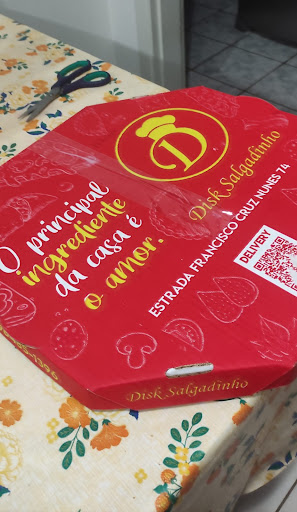 D
Disk Salgadinho
O principal
ingrediente
da casa é
o amor.
ESTRADA FRANCISCO CRUZ NUNES 74
DELIVERY
Disk Salgadinho